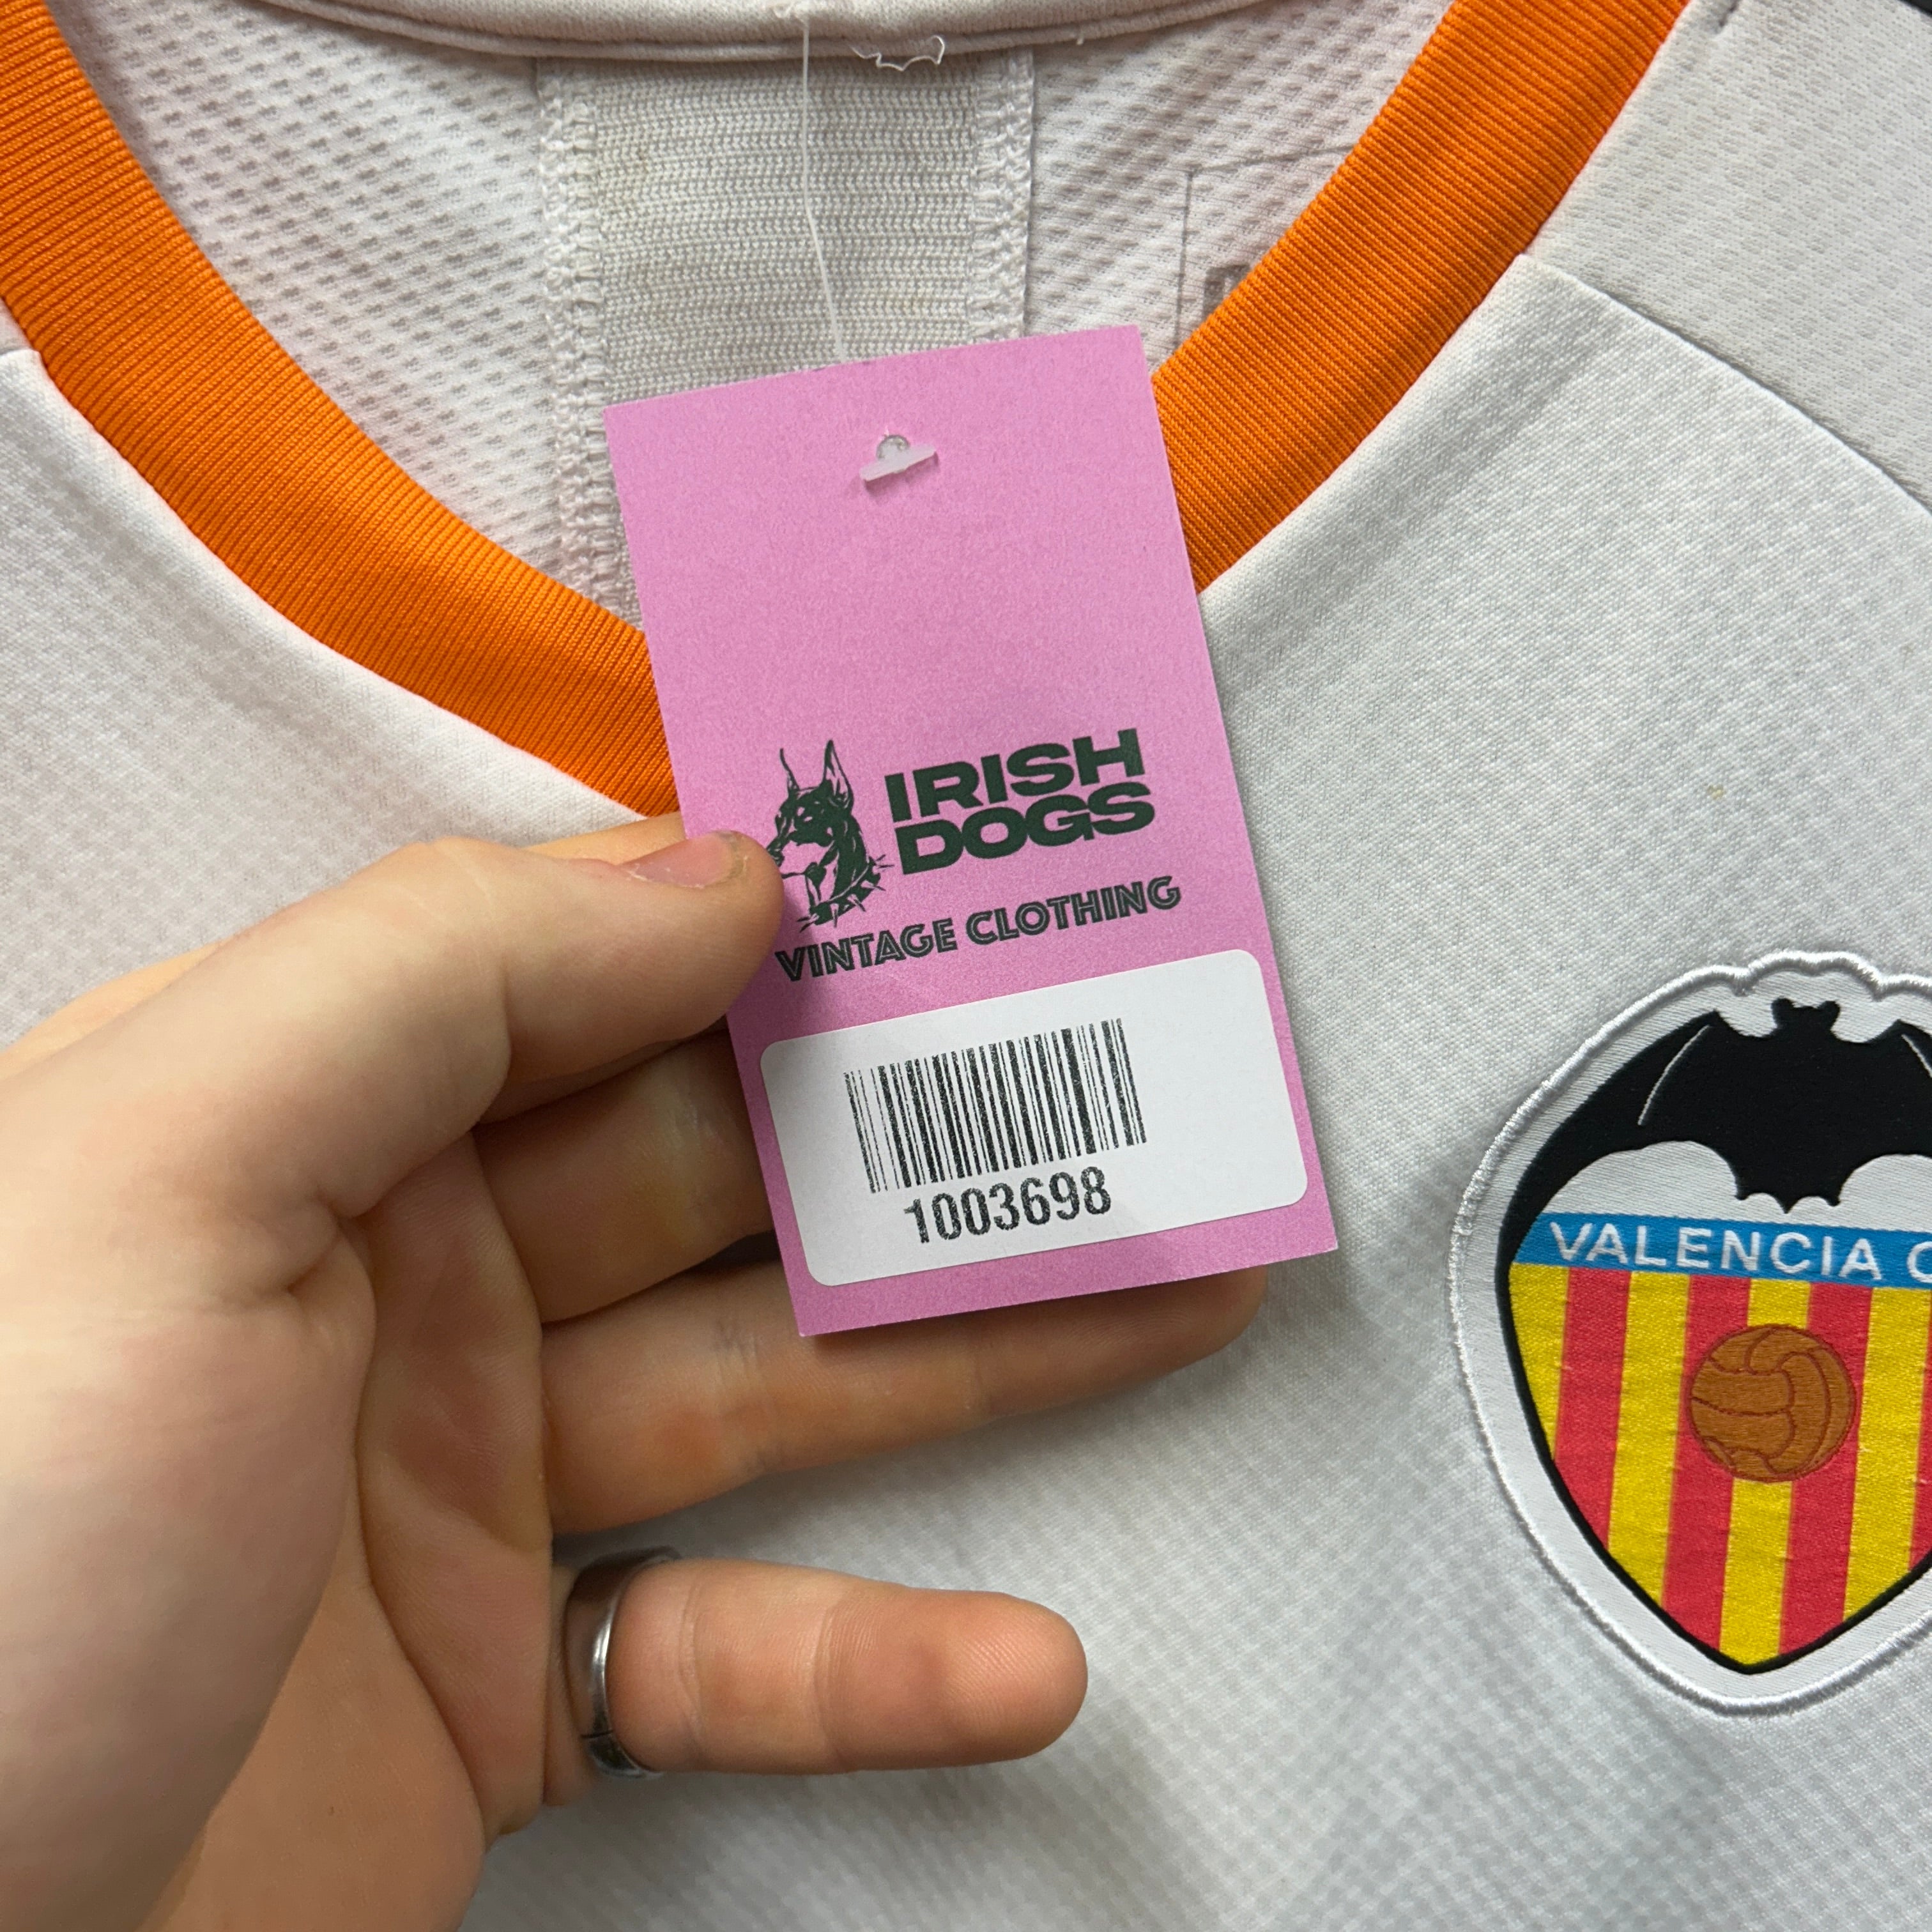 IRISH
DOGS
VINTAGE CLOTHING
1003698
VALENCIA C